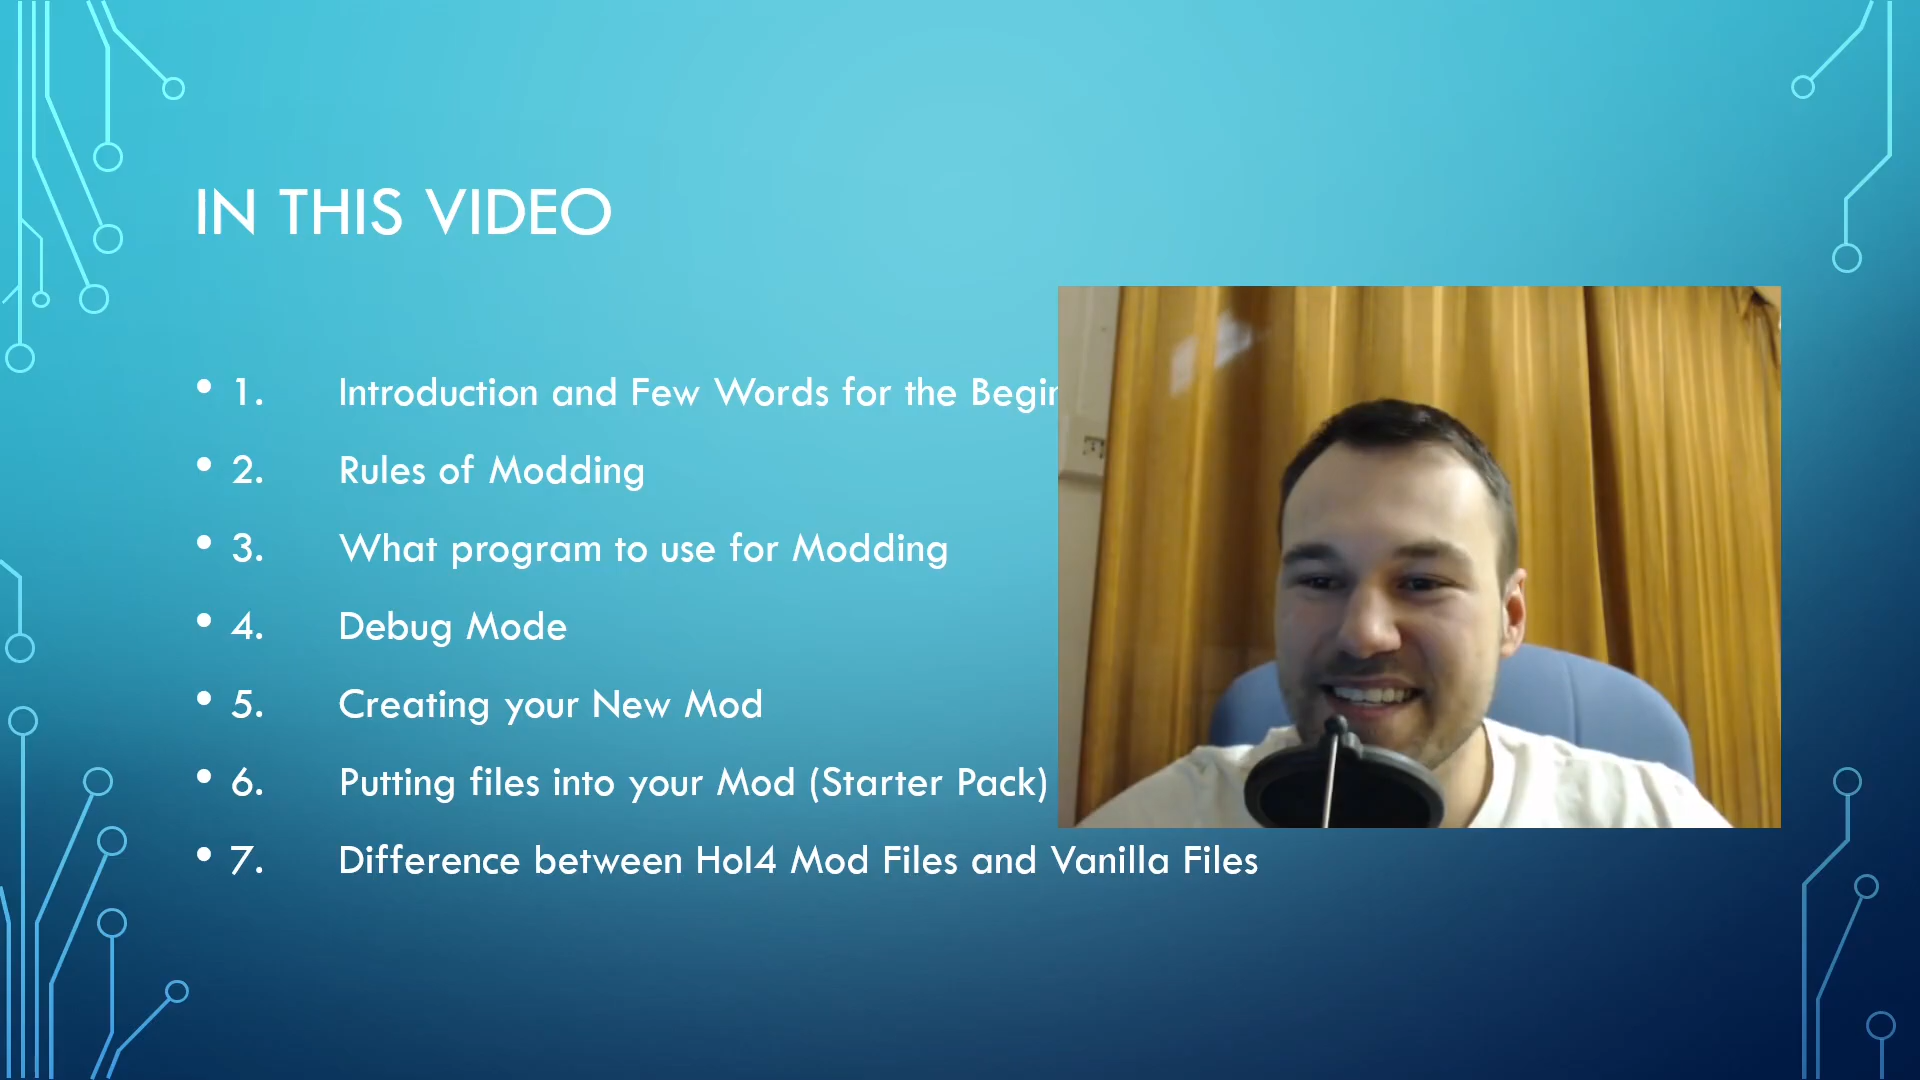 IN THIS VIDEO
• 1. Introduction and Few Words for the
• 2. Rules of Modding
• 3. What program to use for Modding
• 4. Debug Mode
• 5. Creating your New Mod
• 6. Putting files into your Mod (Starter Pack)
• 7. Difference between HoI4 Mod Files and Vanilla Files